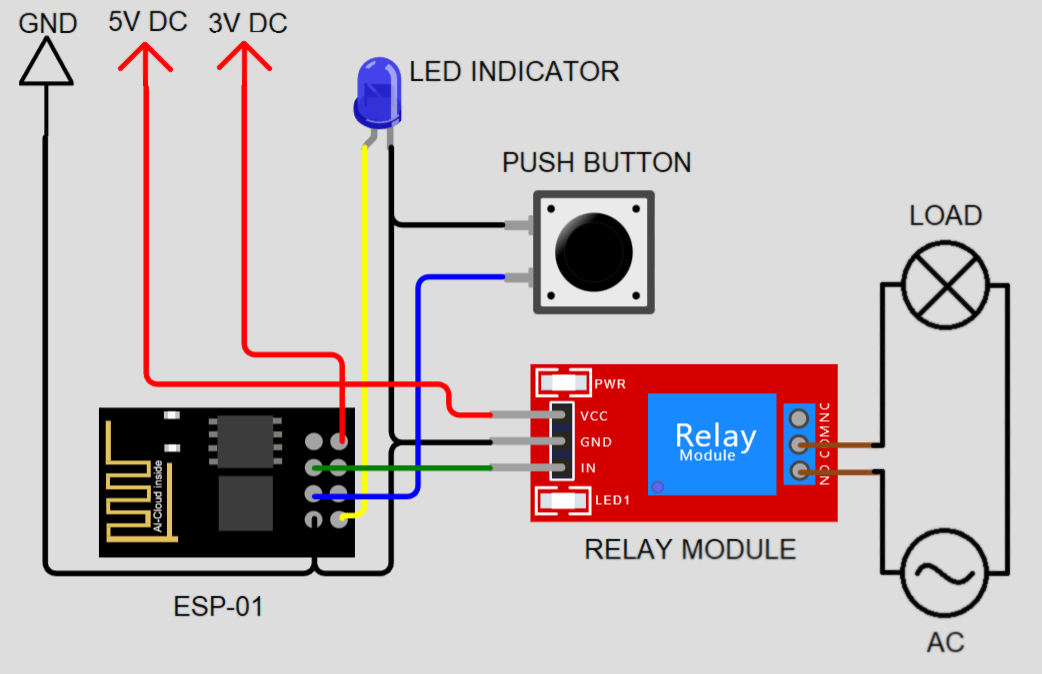 GND
5V DC
3V DC
LED INDICATOR
PUSH BUTTON
LOAD
PWR
VCC
GND
IN
LED1
Relay
Module
NC
COM
NO
AI-Cloud inside
RELAY MODULE
ESP-01
AC